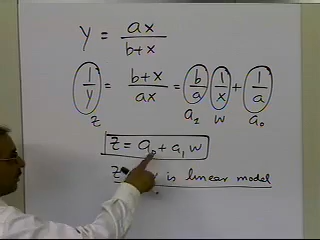 y = ax / b+x
1/y = b+x / ax = b/a 1/x + 1/a
z a₁ w a₀
z = a₀ + a₁ w
z is linear model